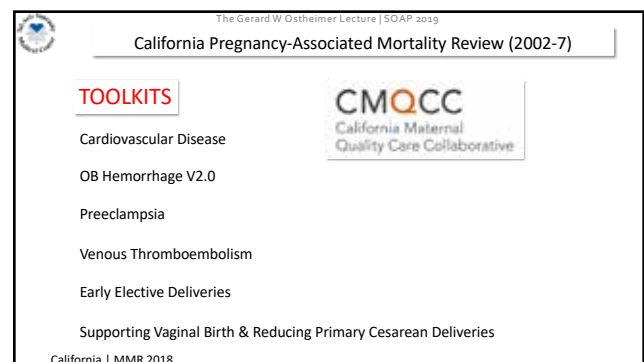 The Gerard W Ostheimer Lecture | SOAP 2019
California Pregnancy-Associated Mortality Review (2002-7)
TOOLKITS
CMQCC
California Maternal
Quality Care Collaborative
Cardiovascular Disease
OB Hemorrhage V2.0
Preeclampsia
Venous Thromboembolism
Early Elective Deliveries
Supporting Vaginal Birth & Reducing Primary Cesarean Deliveries
California | MMR 2018